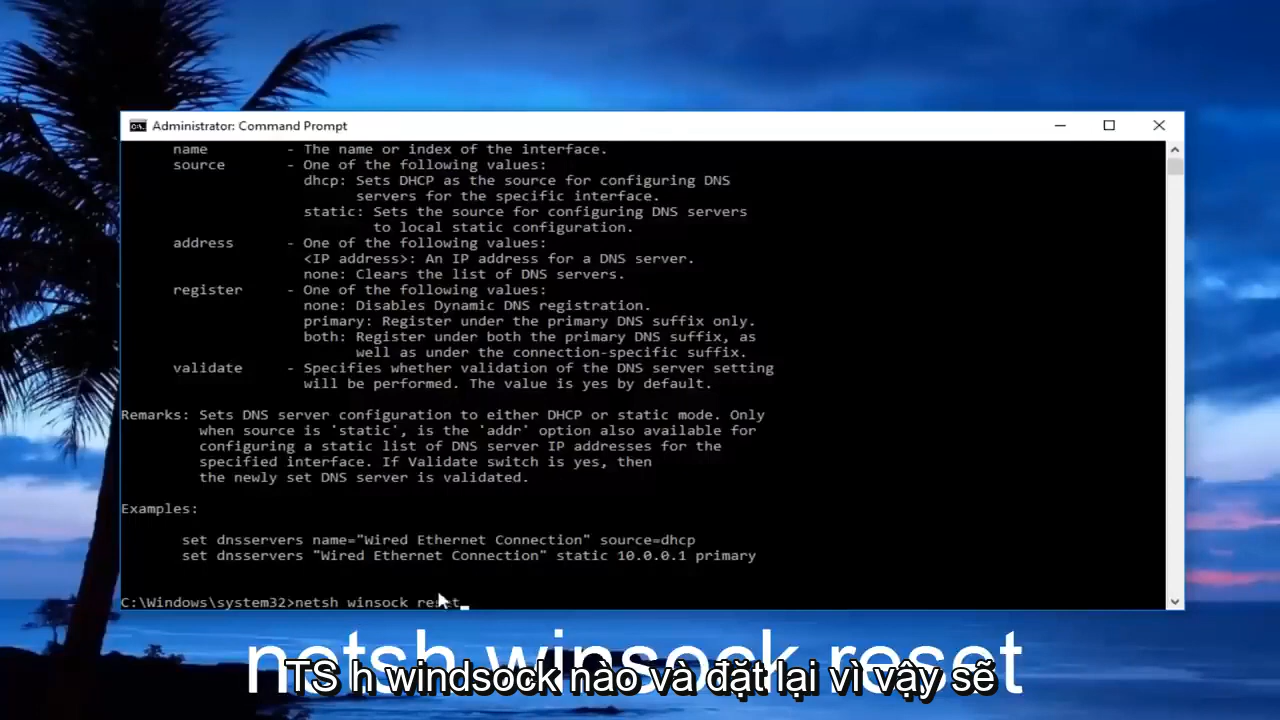 Administrator: Command Prompt
name - The name or index of the interface.
source - One of the following values:
dhcp: Sets DHCP as the source for configuring DNS
servers for the specific interface.
static: Sets the source for configuring DNS servers
to local static configuration.
address - One of the following values:
<IP address>: An IP address for a DNS server.
none: Clears the list of DNS servers.
register - One of the following values:
none: Disables Dynamic DNS registration.
primary: Register under the primary DNS suffix only.
both: Register under both the primary DNS suffix, as
well as under the connection-specific suffix.
validate - Specifies whether validation of the DNS server setting
will be performed. The value is yes by default.
Remarks: Sets DNS server configuration to either DHCP or static mode. Only
when source is 'static', is the 'addr' option also available for
configuring a static list of DNS server IP addresses for the
specified interface. If Validate switch is yes, then
the newly set DNS server is validated.
Examples:
set dnsservers name="Wired Ethernet Connection" source=dhcp
set dnsservers "Wired Ethernet Connection" static 10.0.0.1 primary
C:\Windows\system32>netsh winsock reset
netsh winsock reset
TS h windsock nào và đặt lại vì vậy sẽ